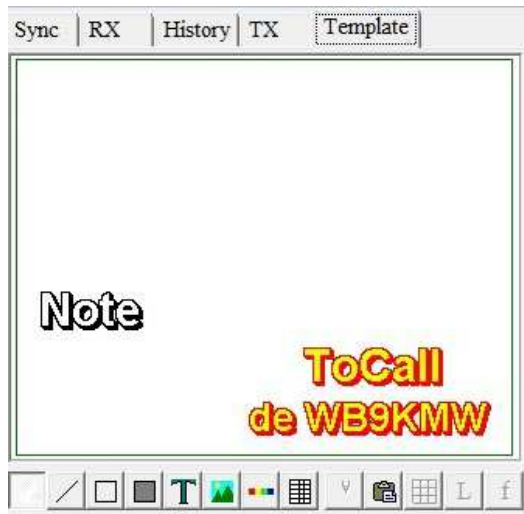 Sync RX History TX Template
Note
ToCall
de WB9KMW
T L f